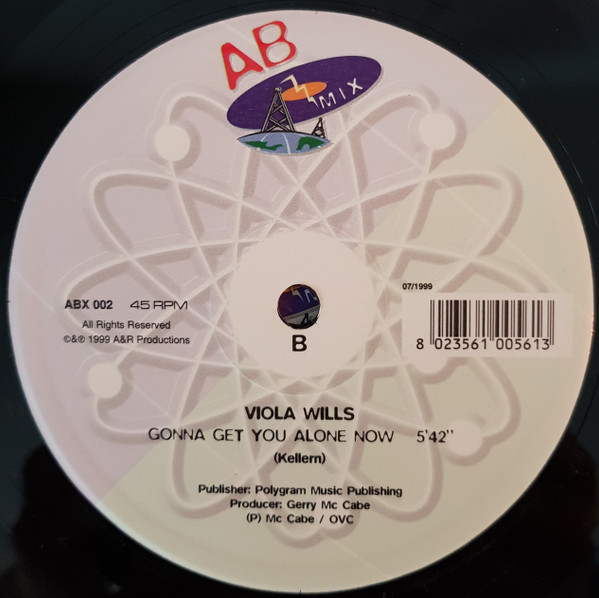 AB
MIX
07/1999
ABX 002 45 RPM
All Rights Reserved
©&℗ 1999 A&R Productions
8 023561 005613
B
VIOLA WILLS
GONNA GET YOU ALONE NOW 5'42"
(Kellern)
Publisher: Polygram Music Publishing
Producer: Gerry Mc Cabe
(P) Mc Cabe / OVC